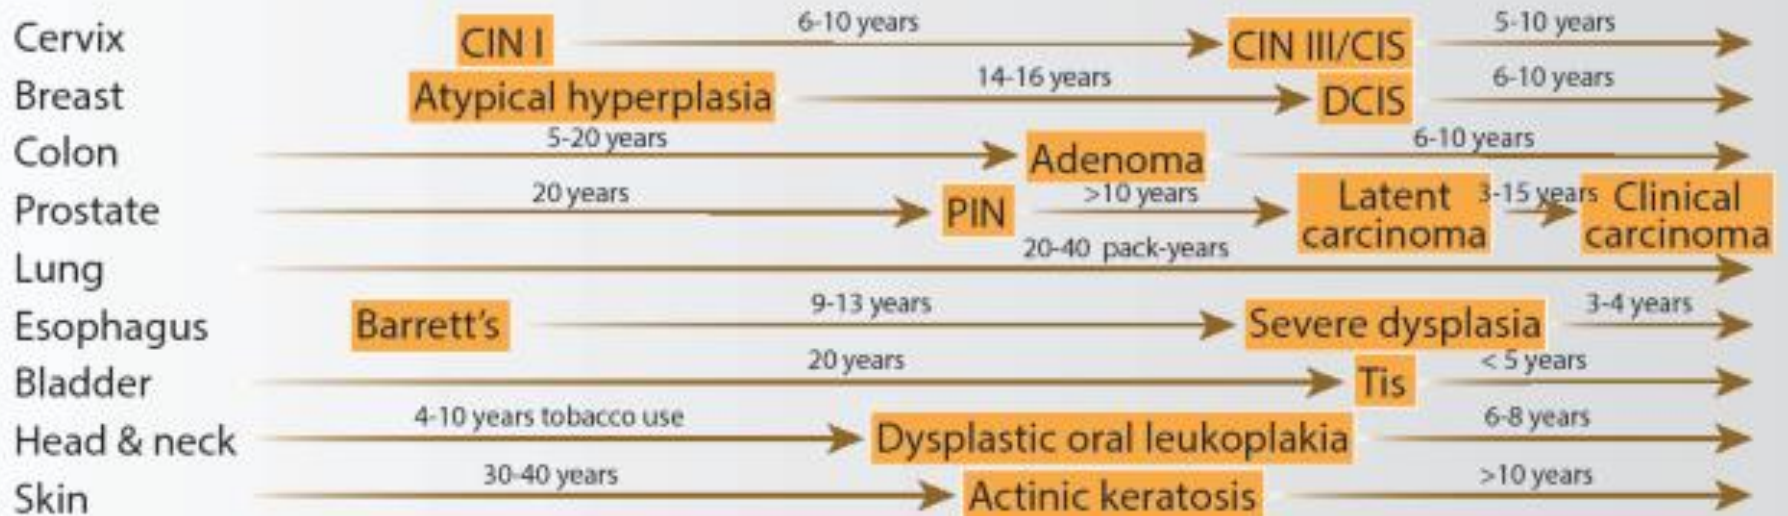 Cervix CIN I 6-10 years CIN III/CIS 5-10 years
Breast Atypical hyperplasia 14-16 years DCIS 6-10 years
Colon 5-20 years Adenoma 6-10 years
Prostate 20 years PIN >10 years Latent carcinoma 3-15 years Clinical carcinoma
Lung 20-40 pack-years
Esophagus Barrett's 9-13 years Severe dysplasia 3-4 years
Bladder 20 years Tis < 5 years
Head & neck 4-10 years tobacco use Dysplastic oral leukoplakia 6-8 years
Skin 30-40 years Actinic keratosis >10 years